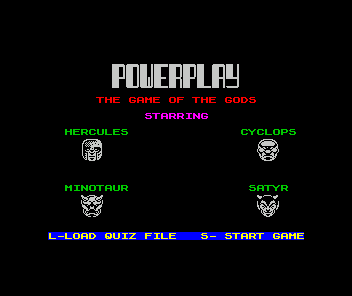 POWERPLAY
THE GAME OF THE GODS
STARRING
HERCULES CYCLOPS
MINOTAUR SATYR
L-LOAD QUIZ FILE S- START GAME